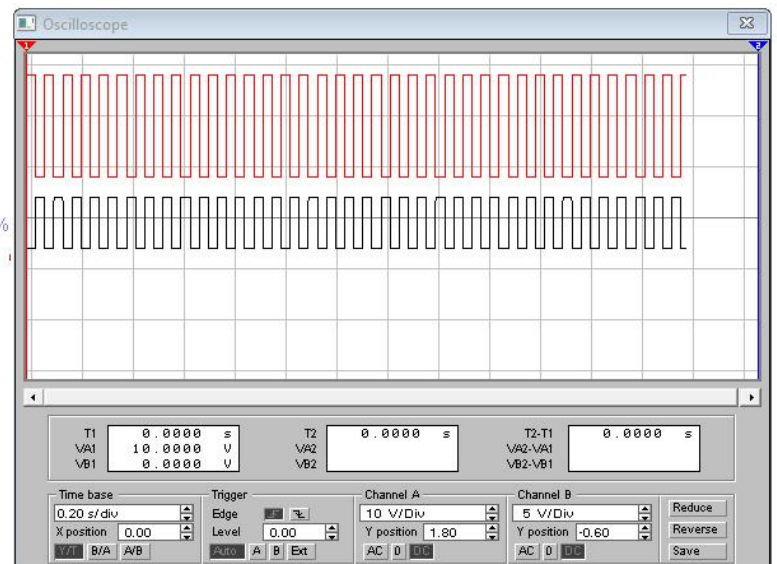 Oscilloscope
1
2
%
T1 0.0000 s
VA1 10.0000 V
VB1 0.0000 V
T2 0.0000 s
VA2
VB2
T2-T1 0.0000 s
VA2-VA1
VB2-VB1
Time base
0.20 s/div
X position 0.00
Y/T B/A A/B
Trigger
Edge
Level 0.00
Auto A B Ext
Channel A
10 V/Div
Y position 1.80
AC 0 DC
Channel B
5 V/Div
Y position -0.60
AC 0 DC
Reduce
Reverse
Save